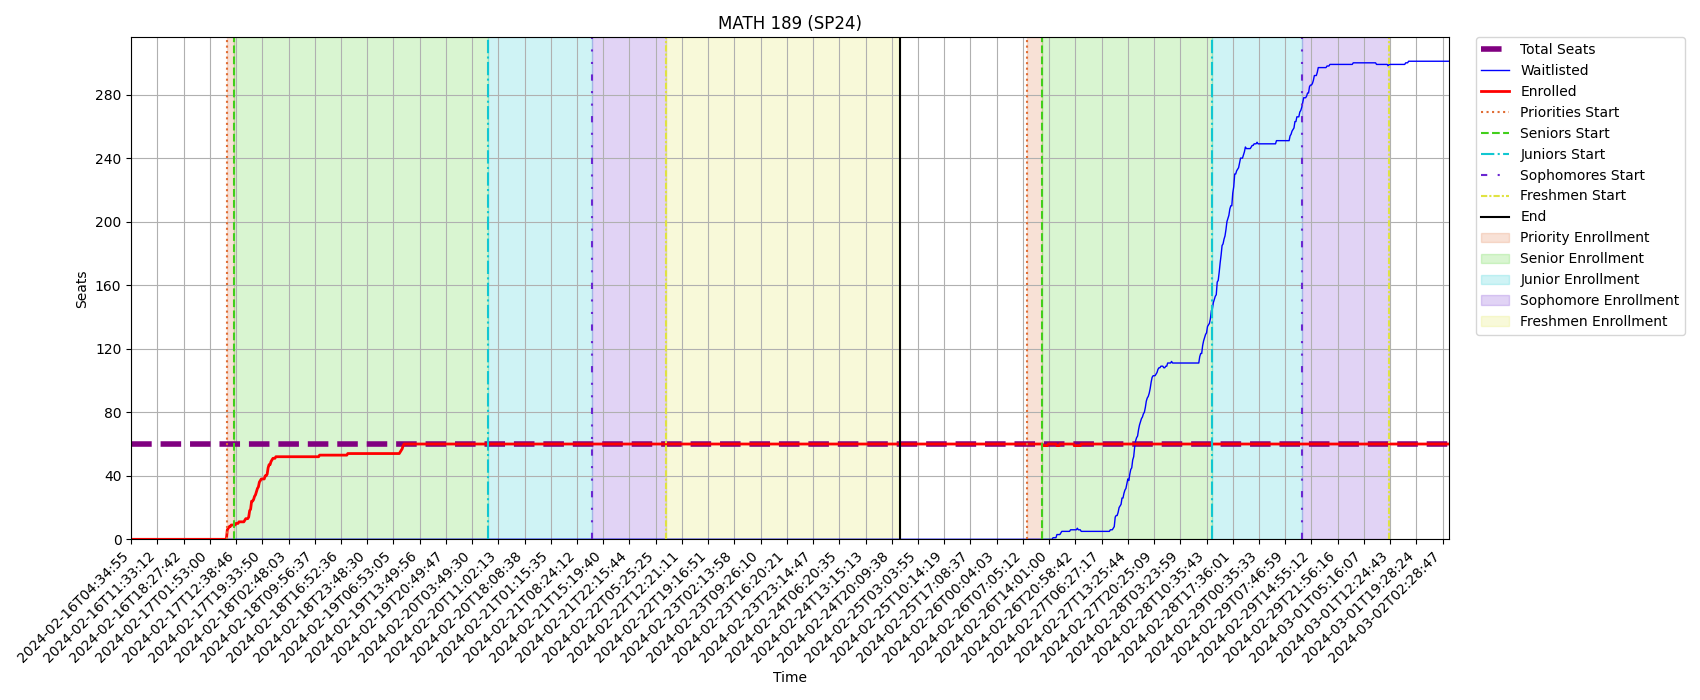 MATH 189 (SP24)
Seats
280
240
200
160
120
80
40
0
2024-02-16T04:34:55
2024-02-16T11:33:12
2024-02-16T18:27:42
2024-02-17T01:53:00
2024-02-17T12:38:46
2024-02-17T19:33:50
2024-02-18T02:48:03
2024-02-18T09:56:37
2024-02-18T16:52:36
2024-02-18T23:48:30
2024-02-19T06:53:05
2024-02-19T13:49:56
2024-02-19T20:49:47
2024-02-20T03:49:30
2024-02-20T11:02:13
2024-02-20T18:08:38
2024-02-21T01:15:35
2024-02-21T08:24:12
2024-02-21T15:19:40
2024-02-21T22:15:44
2024-02-22T05:25:25
2024-02-22T12:21:11
2024-02-22T19:16:51
2024-02-23T02:13:58
2024-02-23T09:26:10
2024-02-23T16:20:21
2024-02-23T23:14:47
2024-02-24T06:20:35
2024-02-24T13:15:13
2024-02-24T20:09:38
2024-02-25T03:03:55
2024-02-25T10:14:19
2024-02-25T17:08:37
2024-02-26T00:04:03
2024-02-26T07:05:12
2024-02-26T14:01:00
2024-02-26T20:58:42
2024-02-27T06:27:17
2024-02-27T13:25:44
2024-02-27T20:25:09
2024-02-28T03:23:59
2024-02-28T10:35:43
2024-02-28T17:36:01
2024-02-29T00:35:33
2024-02-29T07:46:59
2024-02-29T14:55:12
2024-02-29T21:56:16
2024-03-01T05:16:07
2024-03-01T12:24:43
2024-03-01T19:28:24
2024-03-02T02:28:47
Time
Total Seats
Waitlisted
Enrolled
Priorities Start
Seniors Start
Juniors Start
Sophomores Start
Freshmen Start
End
Priority Enrollment
Senior Enrollment
Junior Enrollment
Sophomore Enrollment
Freshmen Enrollment